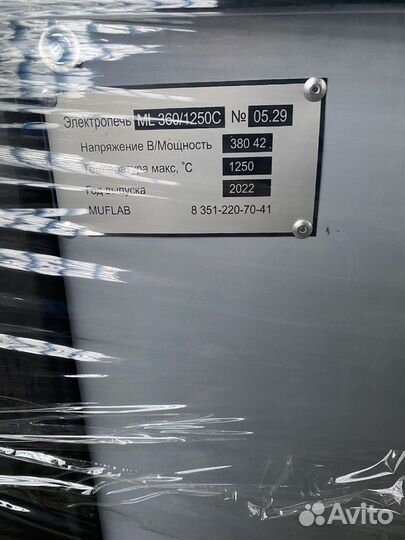 Электропечь ML 360/1250C № 05.29
Напряжение В/Мощность 380 42
Температура макс, °С 1250
Год выпуска 2022
MUFLAB 8 351-220-70-41
Avito